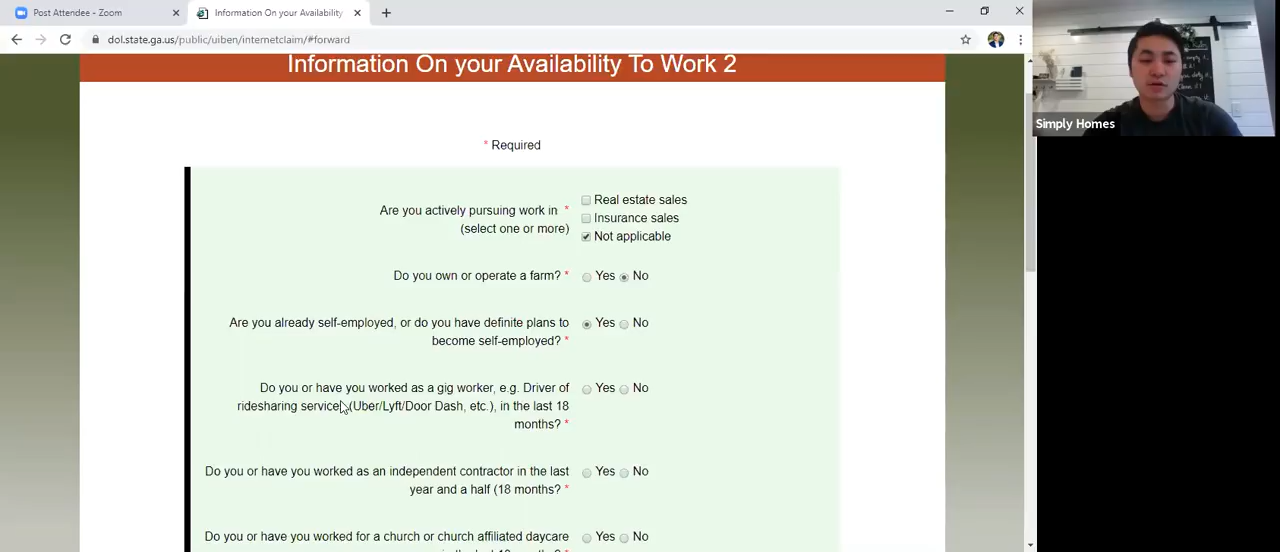 Post Attendee - Zoom
Information On your Availability
dol.state.ga.us/public/uiben/internetclaim/#forward
Information On your Availability To Work 2
* Required
Are you actively pursuing work in *
(select one or more)
Real estate sales
Insurance sales
Not applicable
Do you own or operate a farm? *
Yes No
Are you already self-employed, or do you have definite plans to
become self-employed? *
Yes No
Do you or have you worked as a gig worker, e.g. Driver of
ridesharing service (Uber/Lyft/Door Dash, etc.), in the last 18
months? *
Yes No
Do you or have you worked as an independent contractor in the last
year and a half (18 months? *
Yes No
Do you or have you worked for a church or church affiliated daycare
Yes No
in the last 18 months? *
Simply Homes